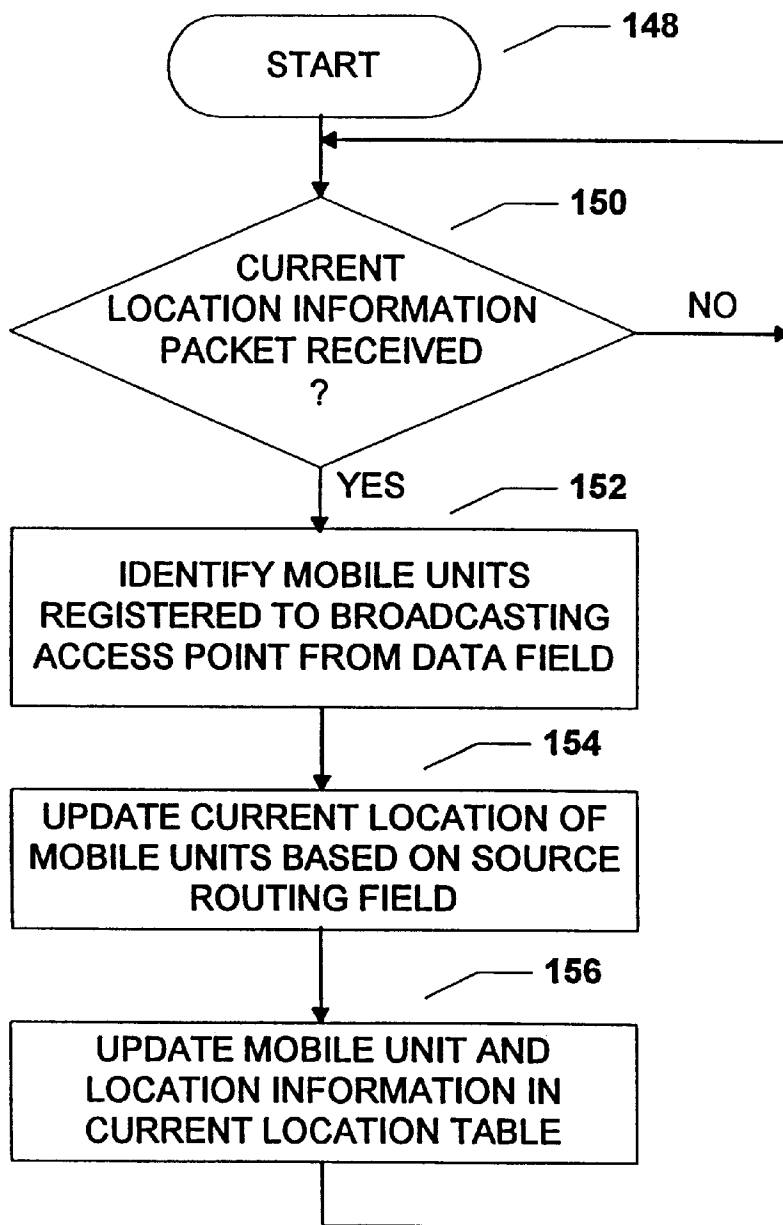 148
START
150
CURRENT
LOCATION INFORMATION
PACKET RECEIVED
?
NO
YES
152
IDENTIFY MOBILE UNITS
REGISTERED TO BROADCASTING
ACCESS POINT FROM DATA FIELD
154
UPDATE CURRENT LOCATION OF
MOBILE UNITS BASED ON SOURCE
ROUTING FIELD
156
UPDATE MOBILE UNIT AND
LOCATION INFORMATION IN
CURRENT LOCATION TABLE